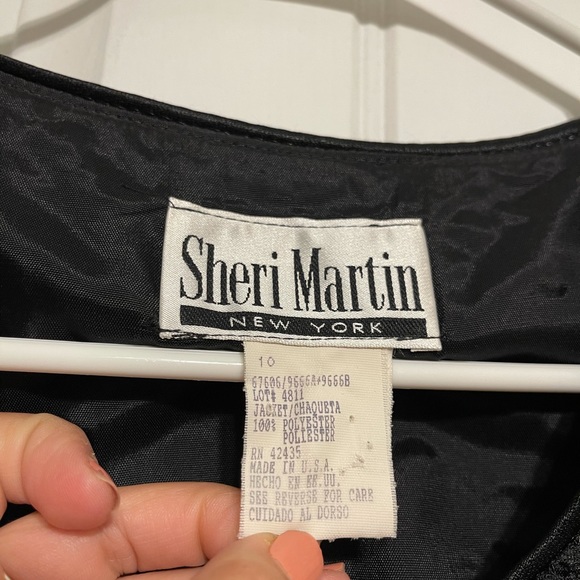 Sheri Martin
NEW YORK
10
67606/9666A#9666B
LOT# 4811
JACKET/CHAQUETA
100% POLYESTER
POLIESTER
RN 42435
MADE IN U.S.A.
HECHO EN EE.UU.
SEE REVERSE FOR CARE
CUIDADO AL DORSO